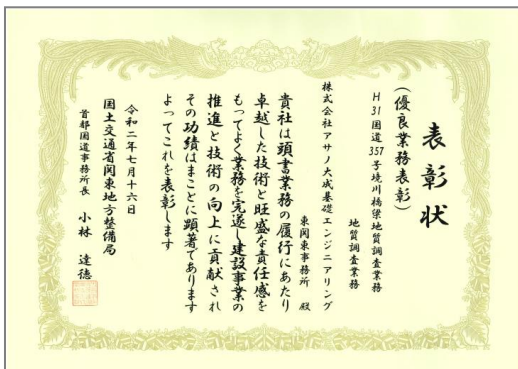 表彰状
(優良業務表彰)
H31国道357号境川橋梁地質調査業務
地質調査業務
株式会社アサノ大成基礎エンジニアリング
東関東事務所 殿
貴社は頭書業務の履行にあたり
卓越した技術と旺盛な責任感を
もってよく業務を完遂し建設事業の
推進と技術の向上に貢献され
その功績はまことに顕著であります
よってこれを表彰します
令和二年七月十六日
国土交通省関東地方整備局
首都国道事務所長 小林 達徳